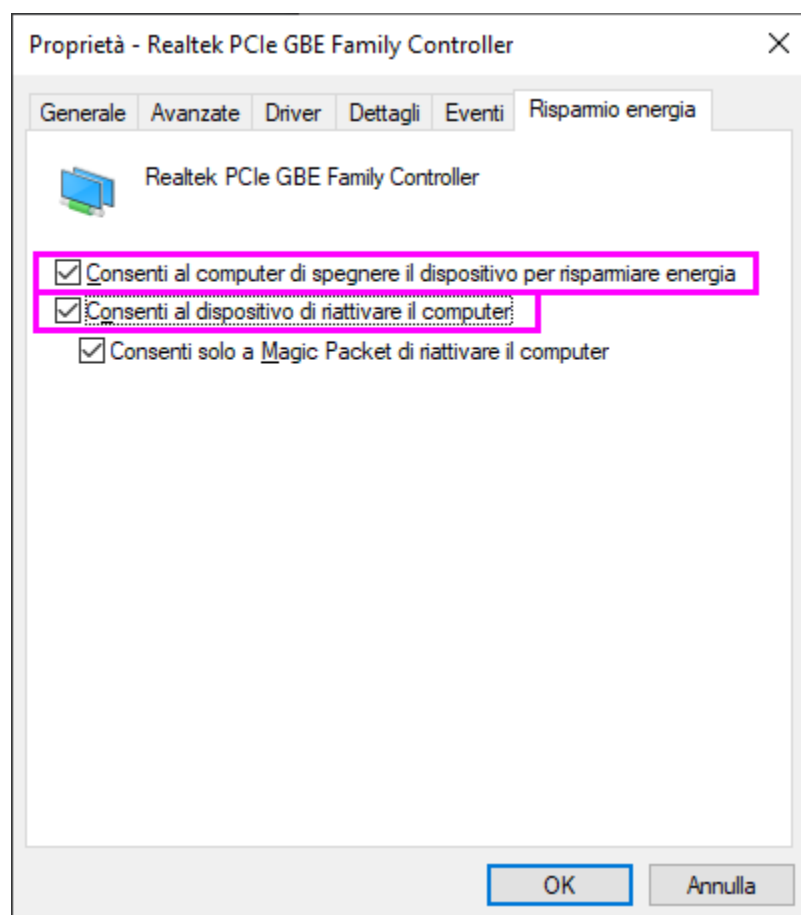 Proprietà - Realtek PCIe GBE Family Controller
Generale Avanzate Driver Dettagli Eventi Risparmio energia
Realtek PCIe GBE Family Controller
Consenti al computer di spegnere il dispositivo per risparmiare energia
Consenti al dispositivo di riattivare il computer
Consenti solo a Magic Packet di riattivare il computer
OK Annulla